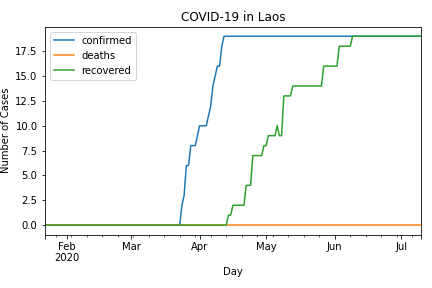 COVID-19 in Laos
confirmed
deaths
recovered
Number of Cases
17.5
15.0
12.5
10.0
7.5
5.0
2.5
0.0
Feb Mar Apr May Jun Jul
2020
Day